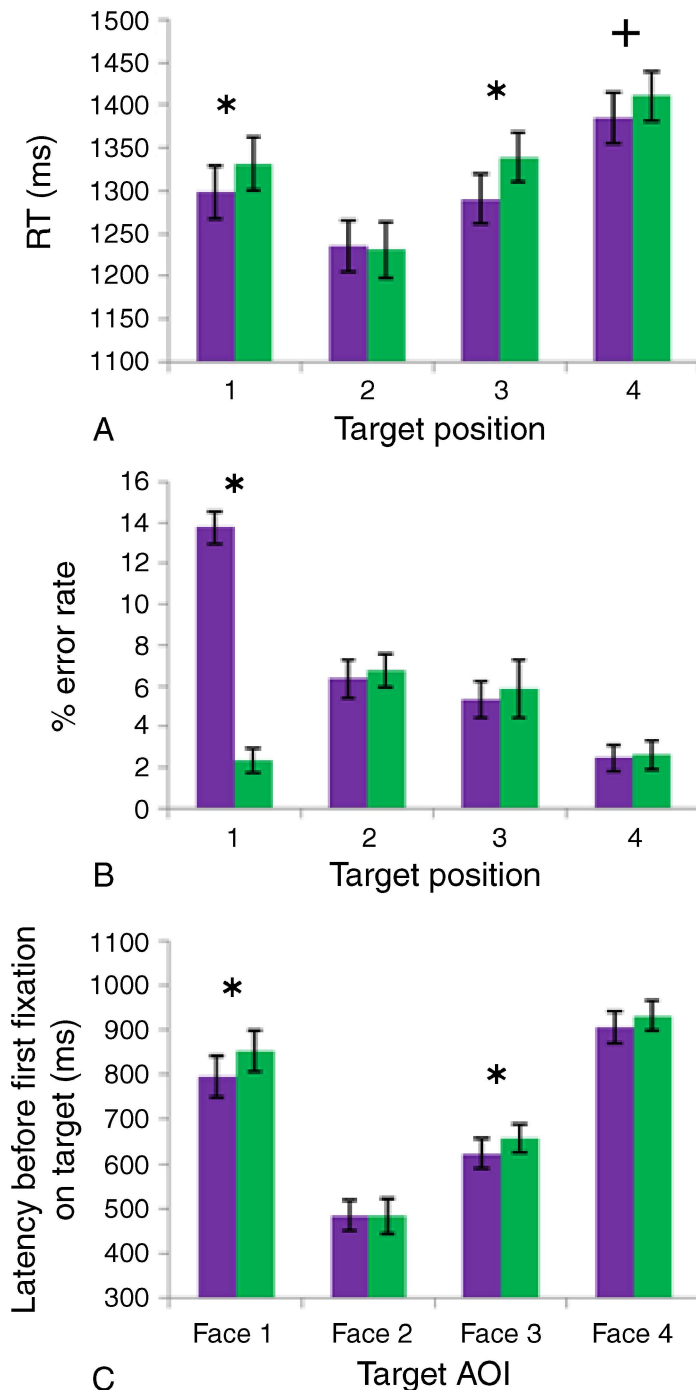 1500
1450
1400
1350
1300
1250
1200
1150
1100
RT (ms)
* * +
1 2 3 4
A Target position
16
14
12
10
8
6
4
2
0
% error rate
*
1 2 3 4
B Target position
1100
1000
900
800
700
600
500
400
300
Latency before first fixation
on target (ms)
* *
Face 1 Face 2 Face 3 Face 4
C Target AOI